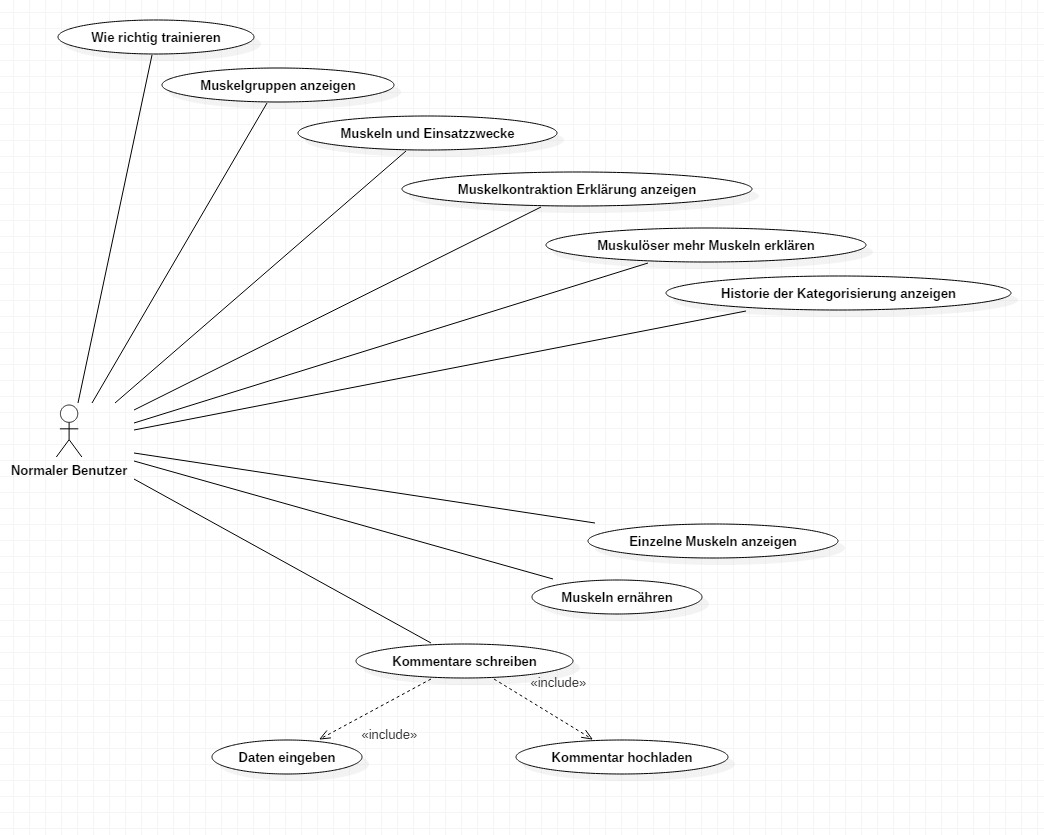 Wie richtig trainieren
Muskelgruppen anzeigen
Muskeln und Einsatzzwecke
Muskelkontraktion Erklärung anzeigen
Muskulöser mehr Muskeln erklären
Historie der Kategorisierung anzeigen
Normaler Benutzer
Einzelne Muskeln anzeigen
Muskeln ernähren
Kommentare schreiben
«include»
«include»
Daten eingeben
Kommentar hochladen